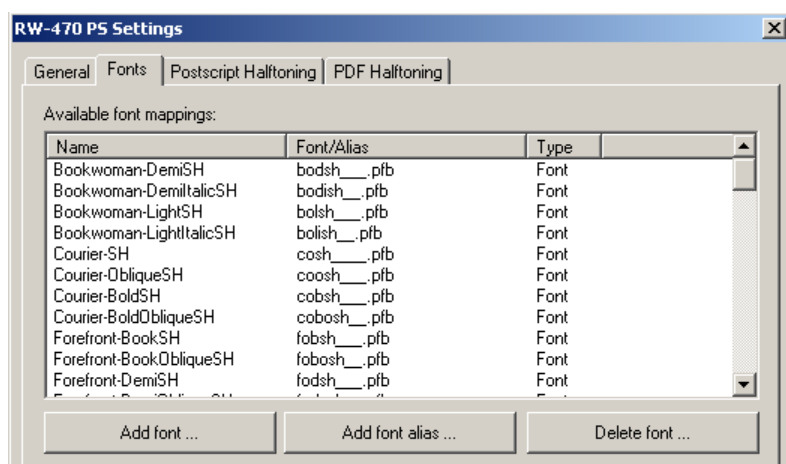 RW-470 PS Settings
General Fonts Postscript Halftoning PDF Halftoning
Available font mappings:
Name Font/Alias Type
Bookwoman-DemiSH bodsh___.pfb Font
Bookwoman-DemiItalicSH bodish__.pfb Font
Bookwoman-LightSH bolsh___.pfb Font
Bookwoman-LightItalicSH bolish__.pfb Font
Courier-SH cosh____.pfb Font
Courier-ObliqueSH coosh___.pfb Font
Courier-BoldSH cobsh___.pfb Font
Courier-BoldObliqueSH cobosh__.pfb Font
Forefront-BookSH fobsh___.pfb Font
Forefront-BookObliqueSH fobosh__.pfb Font
Forefront-DemiSH fodsh___.pfb Font
Add font ... Add font alias ... Delete font ...